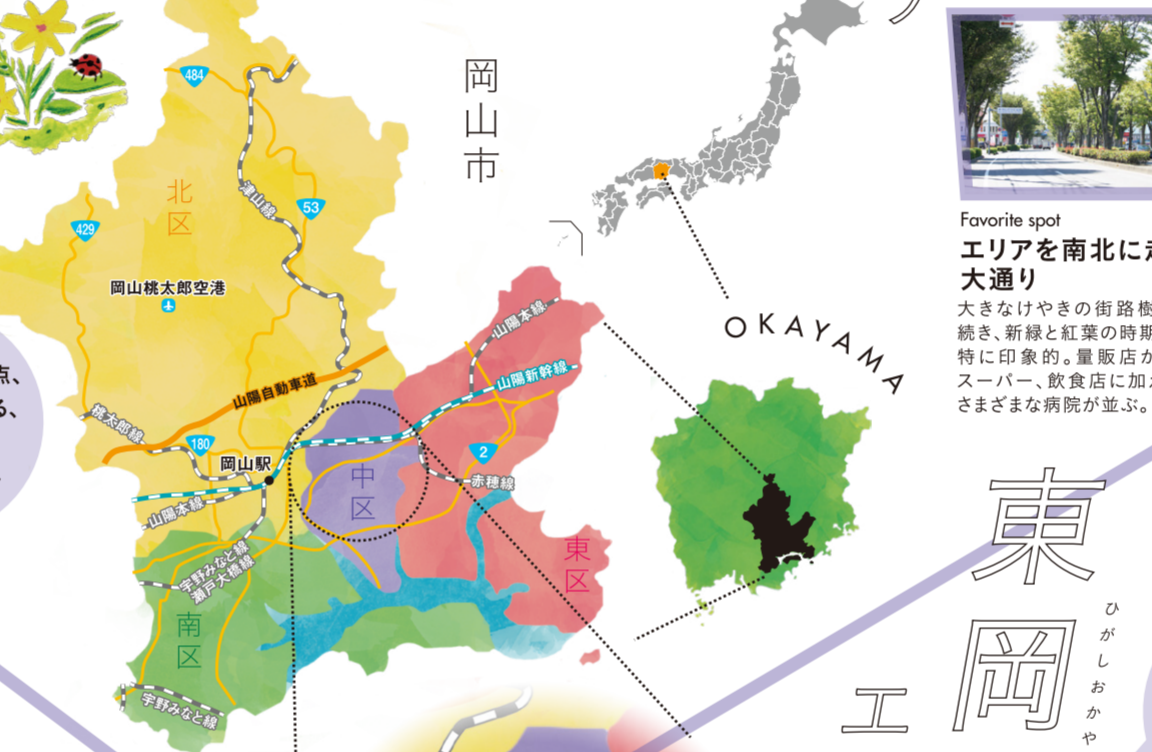 岡山市
484
北区
津山線
53
429
岡山桃太郎空港
山陽本線
OKAYAMA
山陽自動車道
山陽新幹線
桃太郎線
180
岡山駅
中区
2
赤穂線
山陽本線
東区
宇野みなと線
瀬戸大橋線
南区
宇野みなと線
点、
る、
Favorite spot
エリアを南北に走
大通り
大きなけやきの街路樹
続き、新緑と紅葉の時期
特に印象的。量販店か
スーパー、飲食店に加え
さまざまな病院が並ぶ。
東岡
ひがしおかや
エ